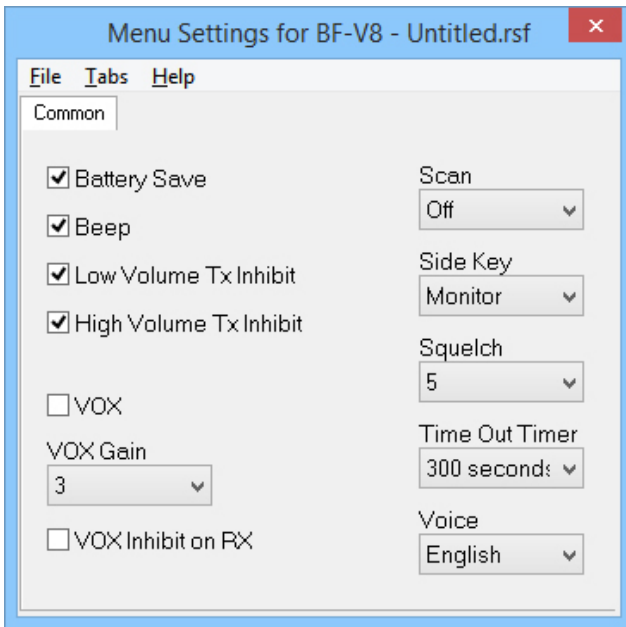 Menu Settings for BF-V8 - Untitled.rsf
File Tabs Help
Common
Battery Save
Beep
Low Volume Tx Inhibit
High Volume Tx Inhibit
VOX
VOX Gain
3
VOX Inhibit on RX
Scan
Off
Side Key
Monitor
Squelch
5
Time Out Timer
300 seconds
Voice
English